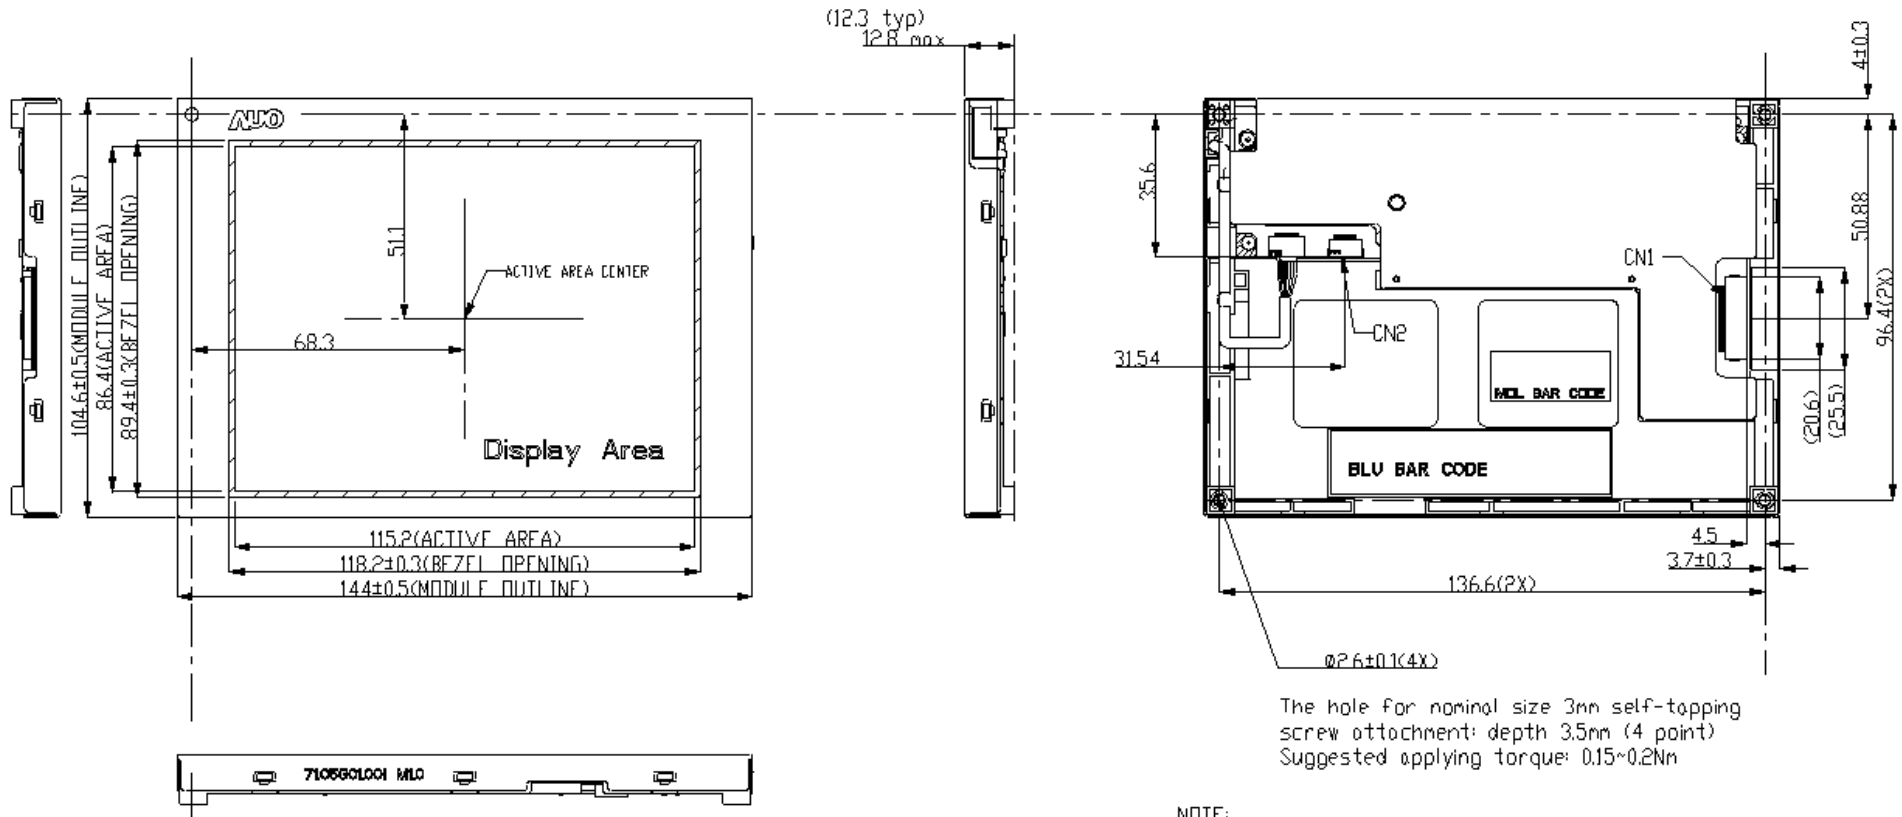 (12.3 typ)
12.8 max
4±0.3
AUO
104.6±0.5(MODULE OUTLINE)
86.4(ACTIVE AREA)
89.4±0.3(BEZEL OPENING)
51.1
ACTIVE AREA CENTER
68.3
Display Area
115.2(ACTIVE AREA)
118.2±0.3(BEZEL OPENING)
144±0.5(MODULE OUTLINE)
35.6
CN1
50.88
96.4(2X)
CN2
31.54
MDL BAR CODE
(20.6)
(25.5)
BLU BAR CODE
4.5
3.7±0.3
136.6(2X)
ø2.6±0.1(4X)
The hole for nominal size 3mm self-tapping
screw attachment: depth 3.5mm (4 point)
Suggested applying torque: 0.15~0.2Nm
NOTE: